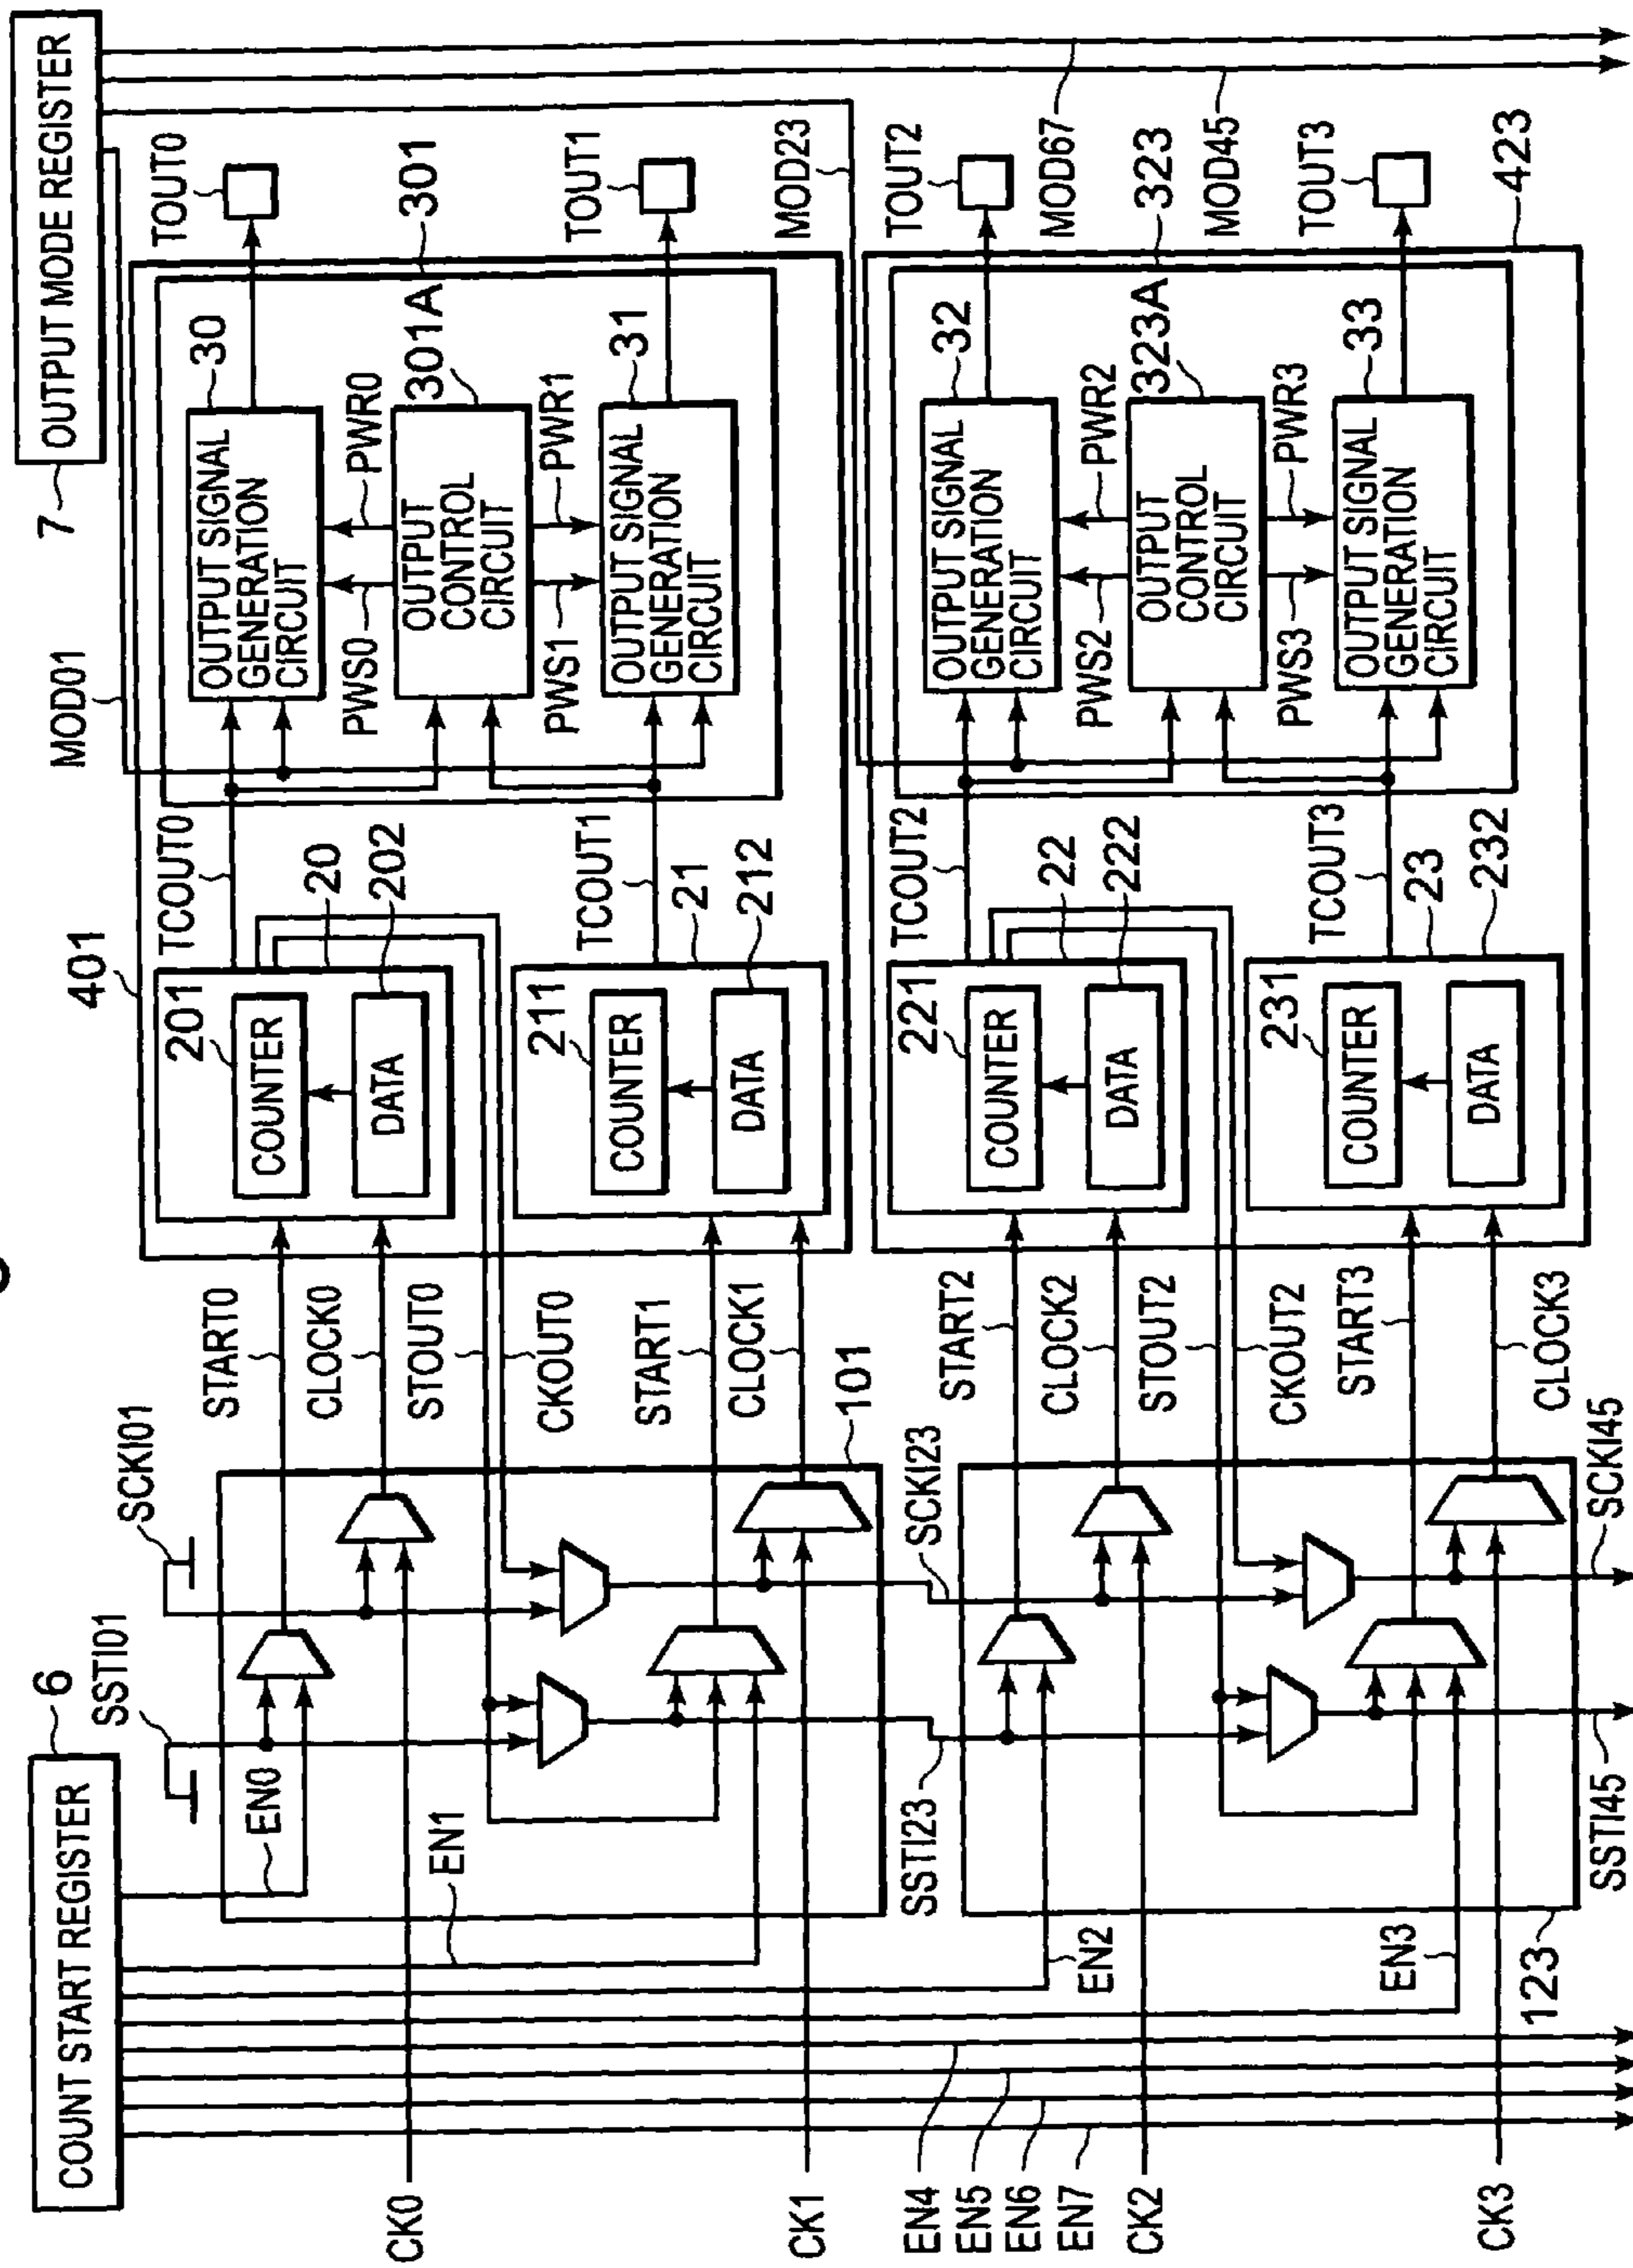 COUNT START REGISTER
6
SSTI01
SCKI01
EN0
EN1
CK0
CK1
START0
CLOCK0
STOUT0
CKOUT0
START1
CLOCK1
101
401
201
COUNTER
DATA
20
202
211
COUNTER
DATA
21
212
TCOUT0
TCOUT1
MOD01
OUTPUT SIGNAL
GENERATION
CIRCUIT
30
PWS0
PWR0
OUTPUT
CONTROL
CIRCUIT
301A
PWS1
PWR1
OUTPUT SIGNAL
GENERATION
CIRCUIT
31
301
TOUT0
TOUT1
7
OUTPUT MODE REGISTER
MOD23
SSTI23
SCKI23
EN2
EN3
EN4
EN5
EN6
EN7
CK2
CK3
123
START2
CLOCK2
STOUT2
CKOUT2
START3
CLOCK3
SSTI45
SCKI45
221
COUNTER
DATA
22
222
231
COUNTER
DATA
23
232
TCOUT2
TCOUT3
OUTPUT SIGNAL
GENERATION
CIRCUIT
32
PWS2
PWR2
OUTPUT
CONTROL
CIRCUIT
323A
PWS3
PWR3
OUTPUT SIGNAL
GENERATION
CIRCUIT
33
323
TOUT2
TOUT3
MOD67
MOD45
423